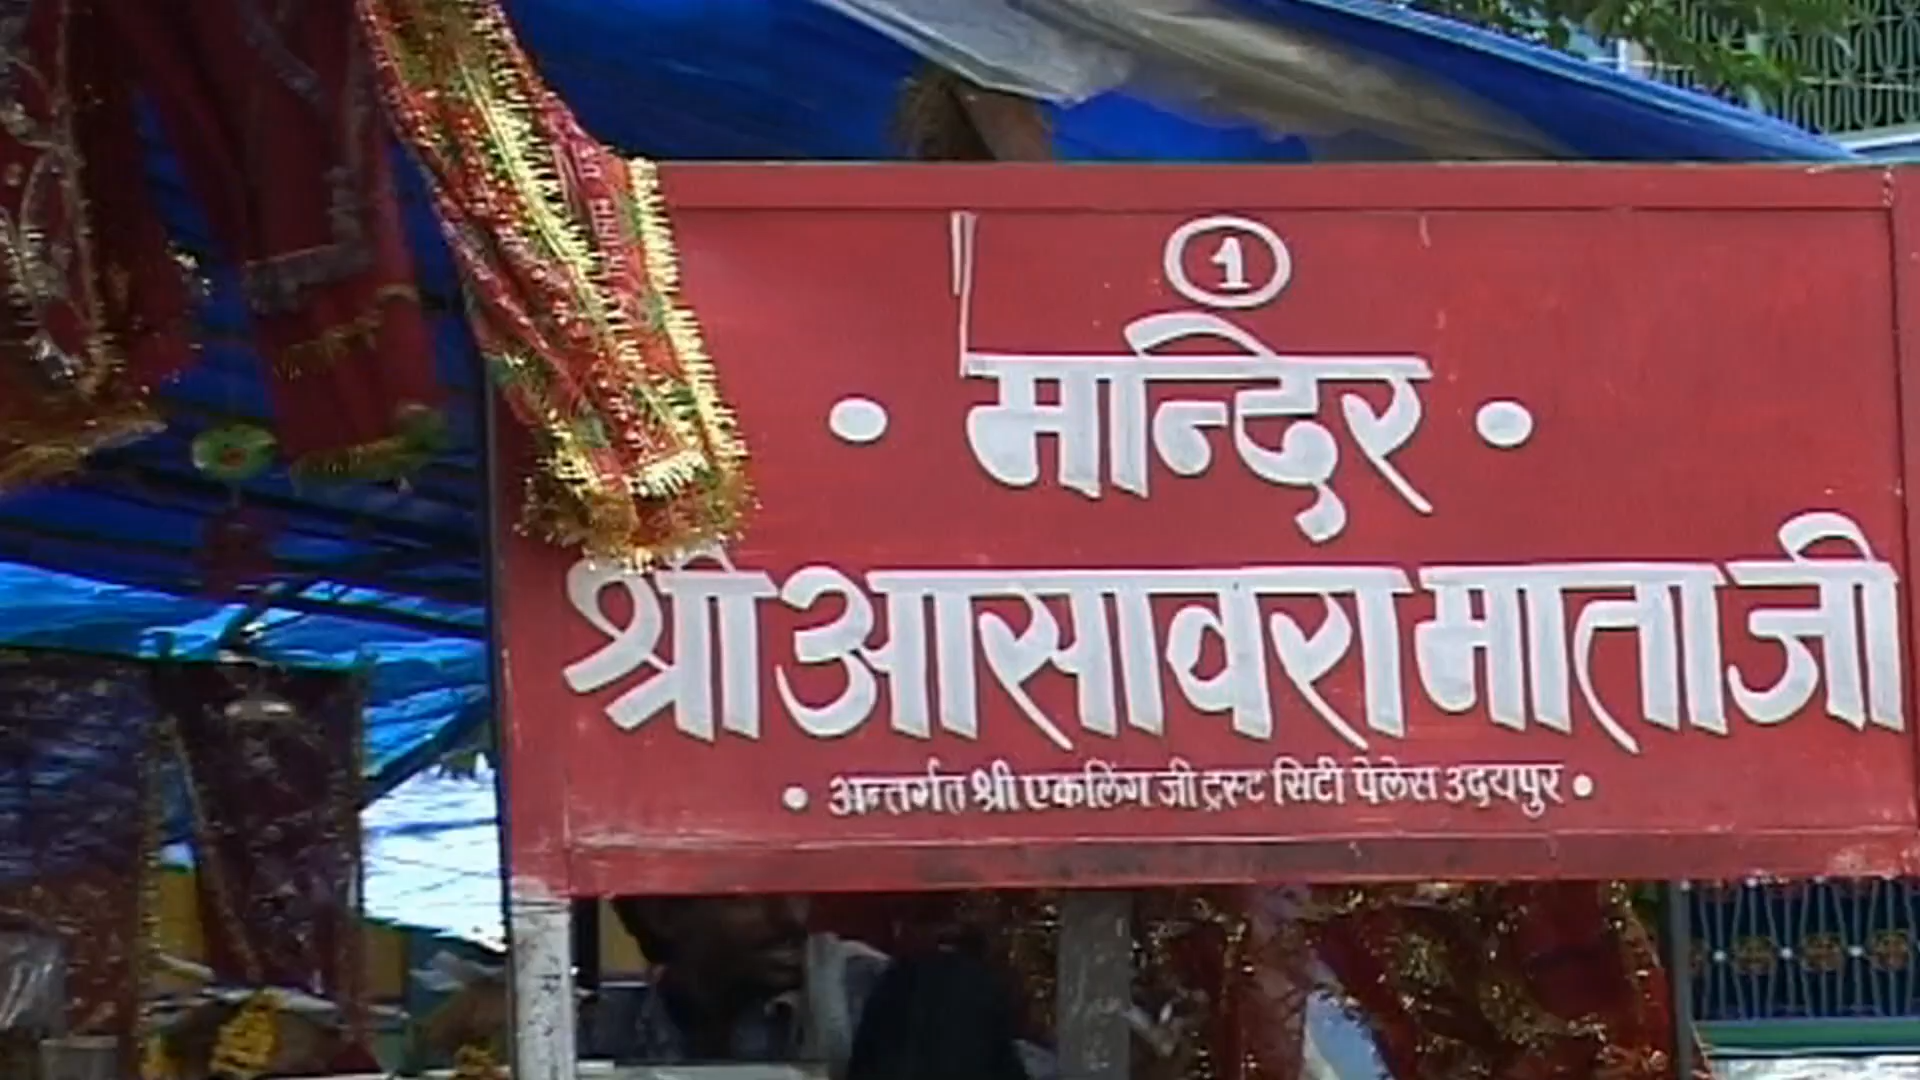 1
• मन्दिर •
श्री आसावरा माताजी
• अन्तर्गत श्री एकलिंग जी ट्रस्ट सिटी पेलेस उदयपुर •